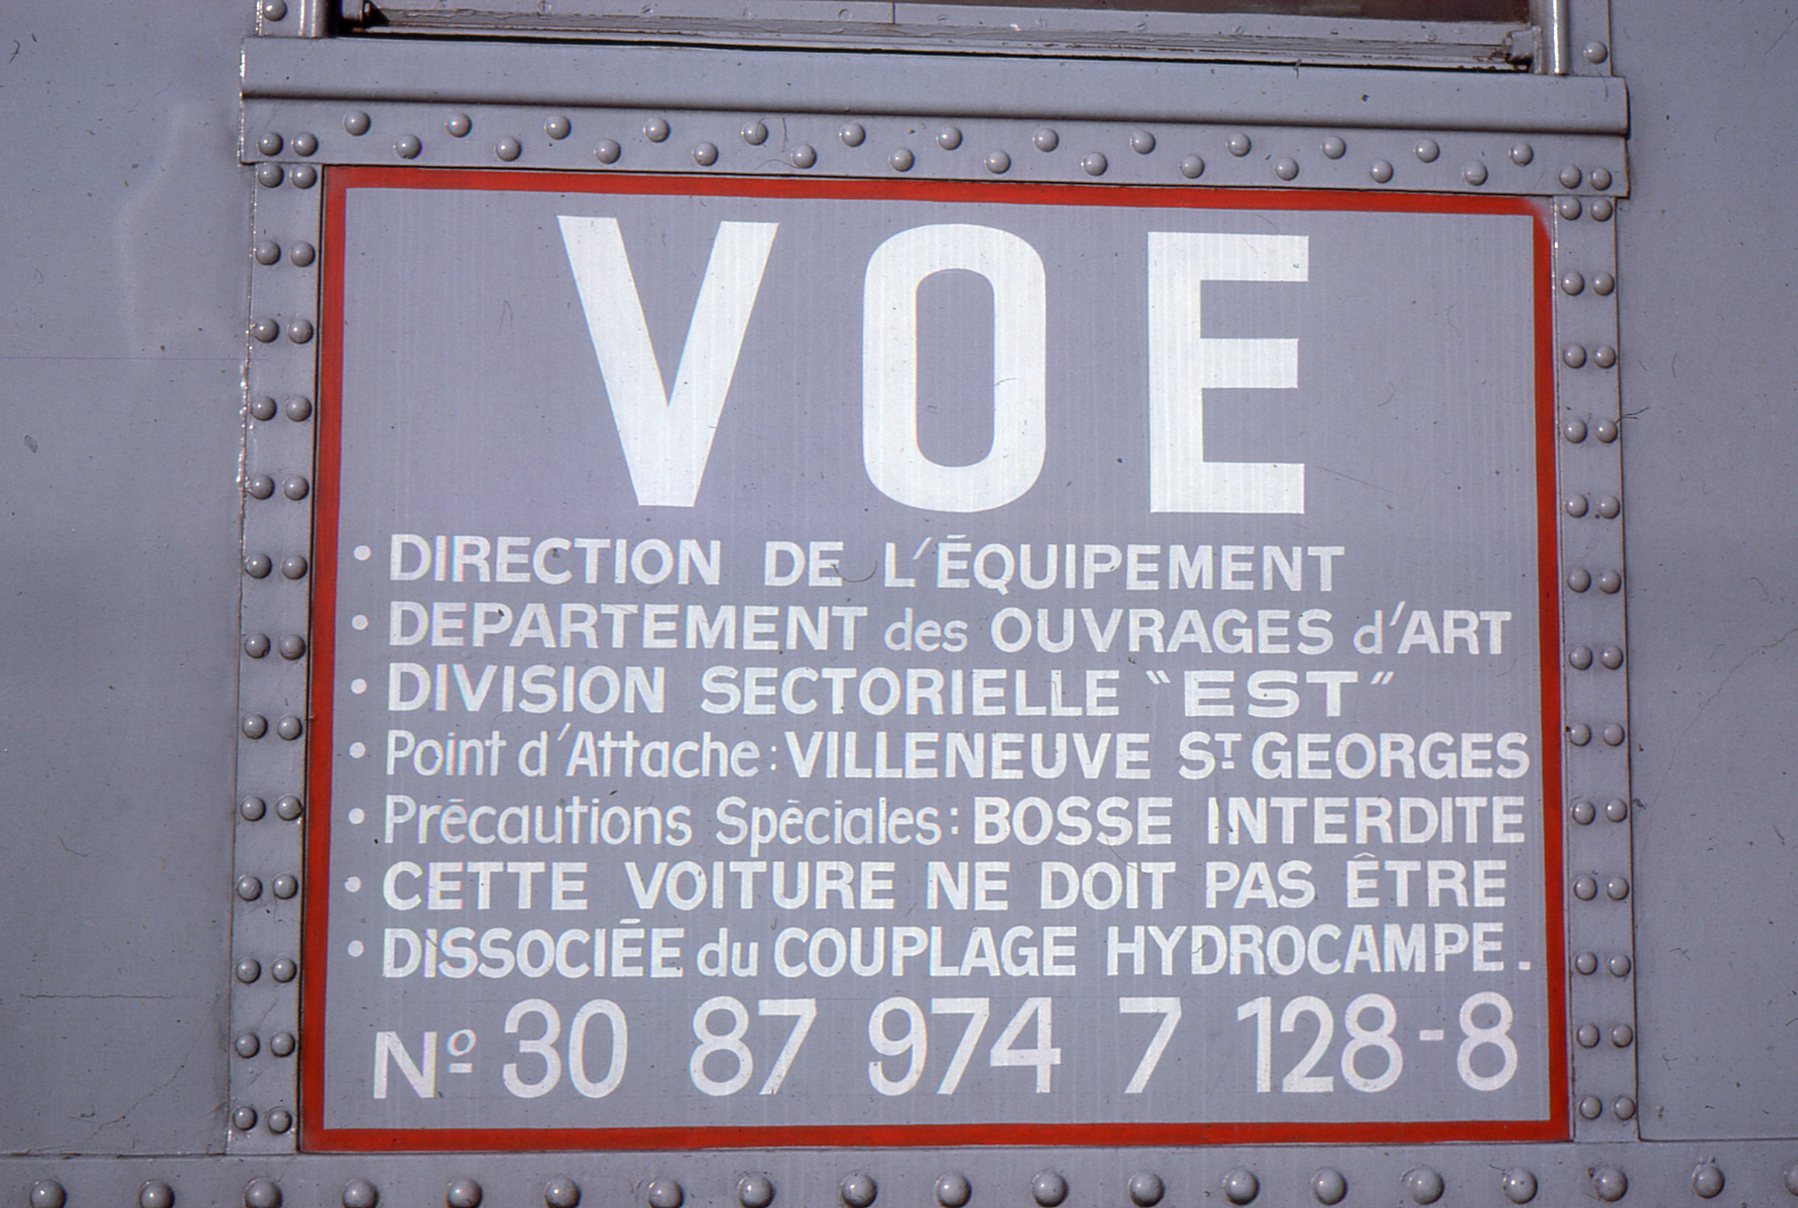 VOE
• DIRECTION DE L'ÉQUIPEMENT
• DEPARTEMENT des OUVRAGES d'ART
• DIVISION SECTORIELLE "EST"
• Point d'Attache : VILLENEUVE ST GEORGES
• Précautions Spéciales : BOSSE INTERDITE
• CETTE VOITURE NE DOIT PAS ÊTRE
• DISSOCIÉE du COUPLAGE HYDROCAMPE.
Nº 30 87 974 7 128-8